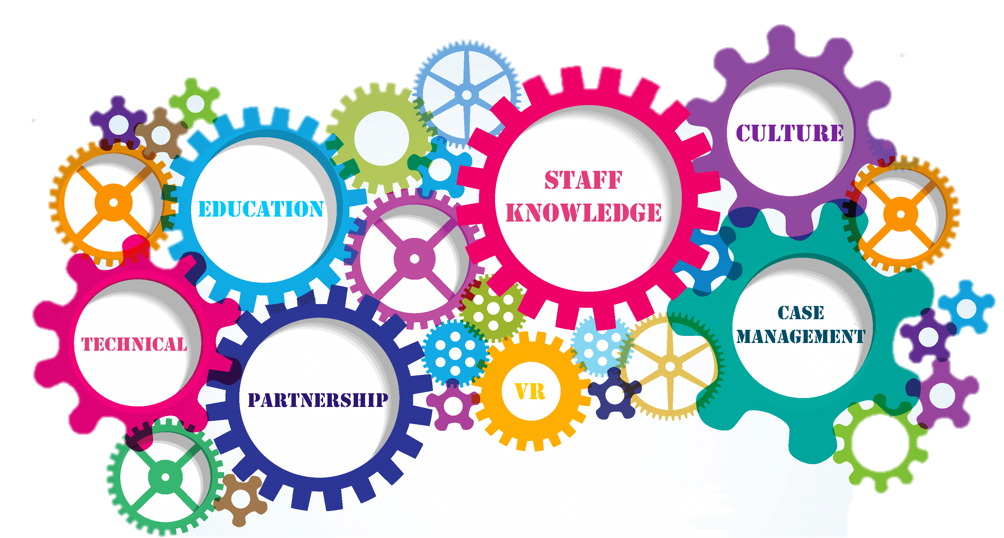 CULTURE
STAFF
KNOWLEDGE
EDUCATION
CASE
MANAGEMENT
TECHNICAL
PARTNERSHIP
VR